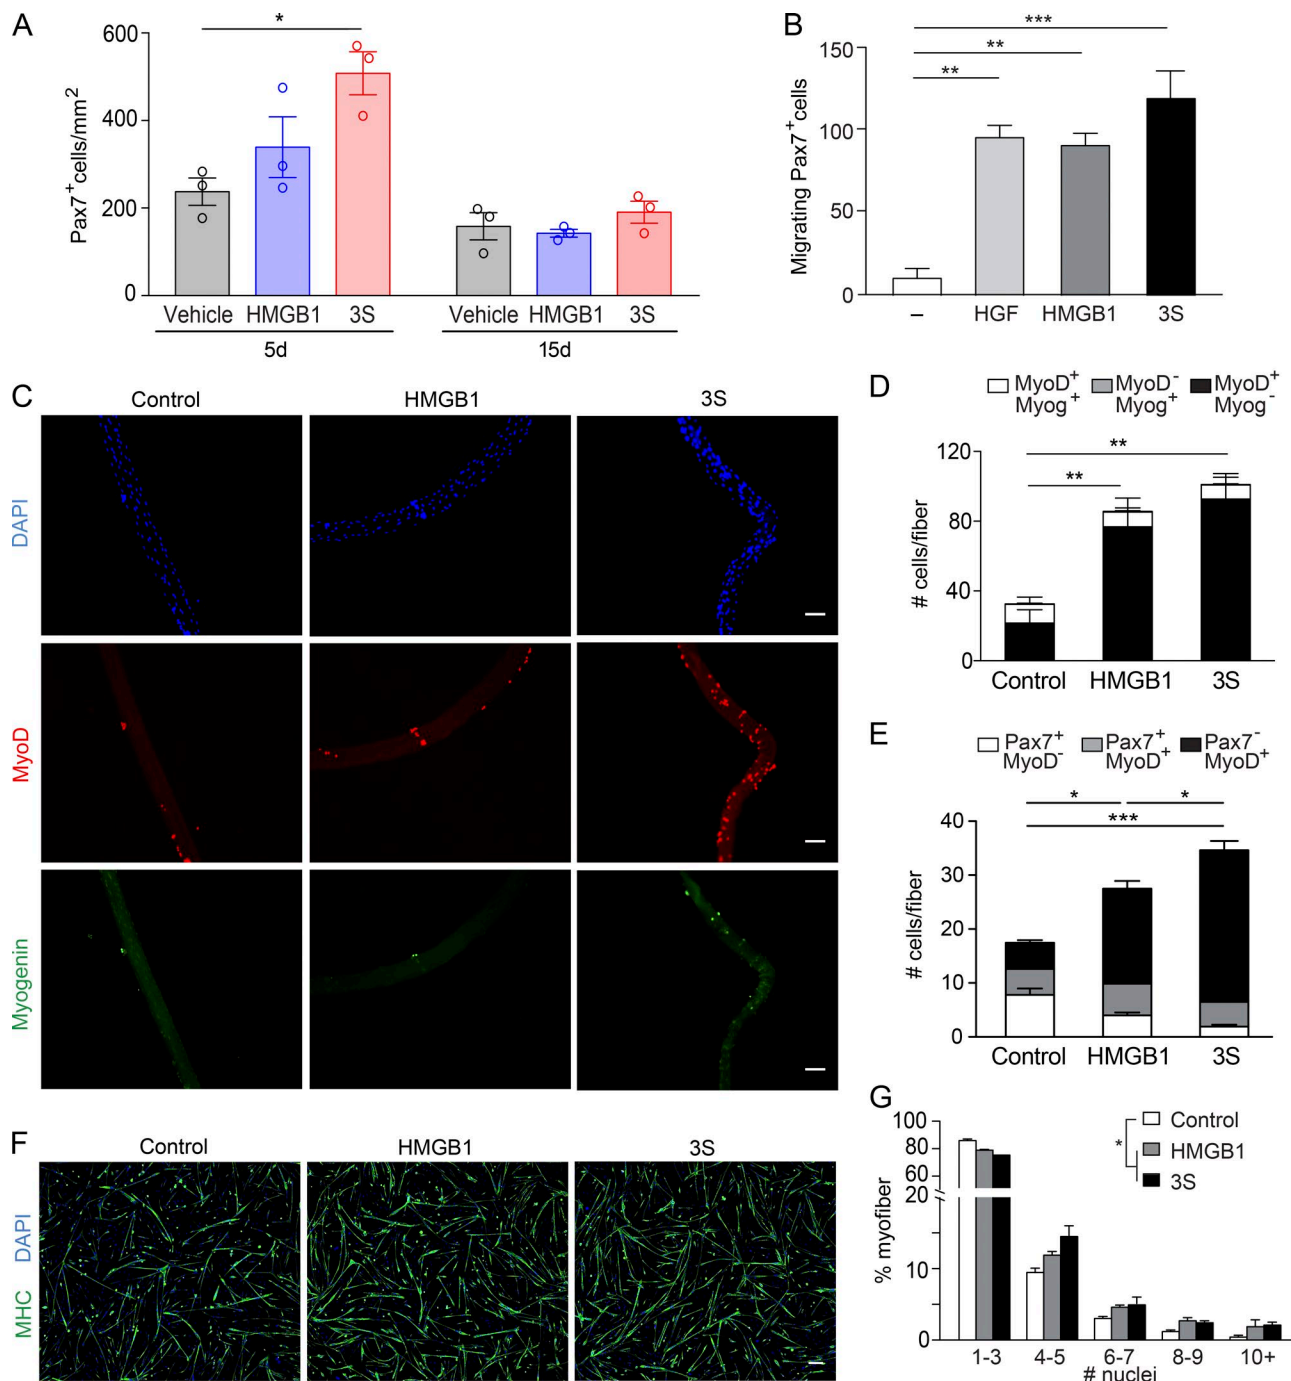 A
Pax7⁺cells/mm²
600
400
200
0
*
Vehicle HMGB1 3S
5d
Vehicle HMGB1 3S
15d
B
Migrating Pax7⁺cells
150
100
50
0
***
**
**
– HGF HMGB1 3S
C
Control HMGB1 3S
DAPI
MyoD
Myogenin
D
MyoD⁺ MyoD⁻ MyoD⁺
Myog⁺ Myog⁺ Myog⁻
# cells/fiber
120
80
40
0
**
**
Control HMGB1 3S
E
Pax7⁺ Pax7⁺ Pax7⁻
MyoD⁻ MyoD⁺ MyoD⁺
# cells/fiber
40
30
20
10
0
* *
***
Control HMGB1 3S
F
Control HMGB1 3S
MHC DAPI
G
% myofiber
100
80
60
20
10
0
*
Control
HMGB1
3S
1-3 4-5 6-7 8-9 10+
# nuclei